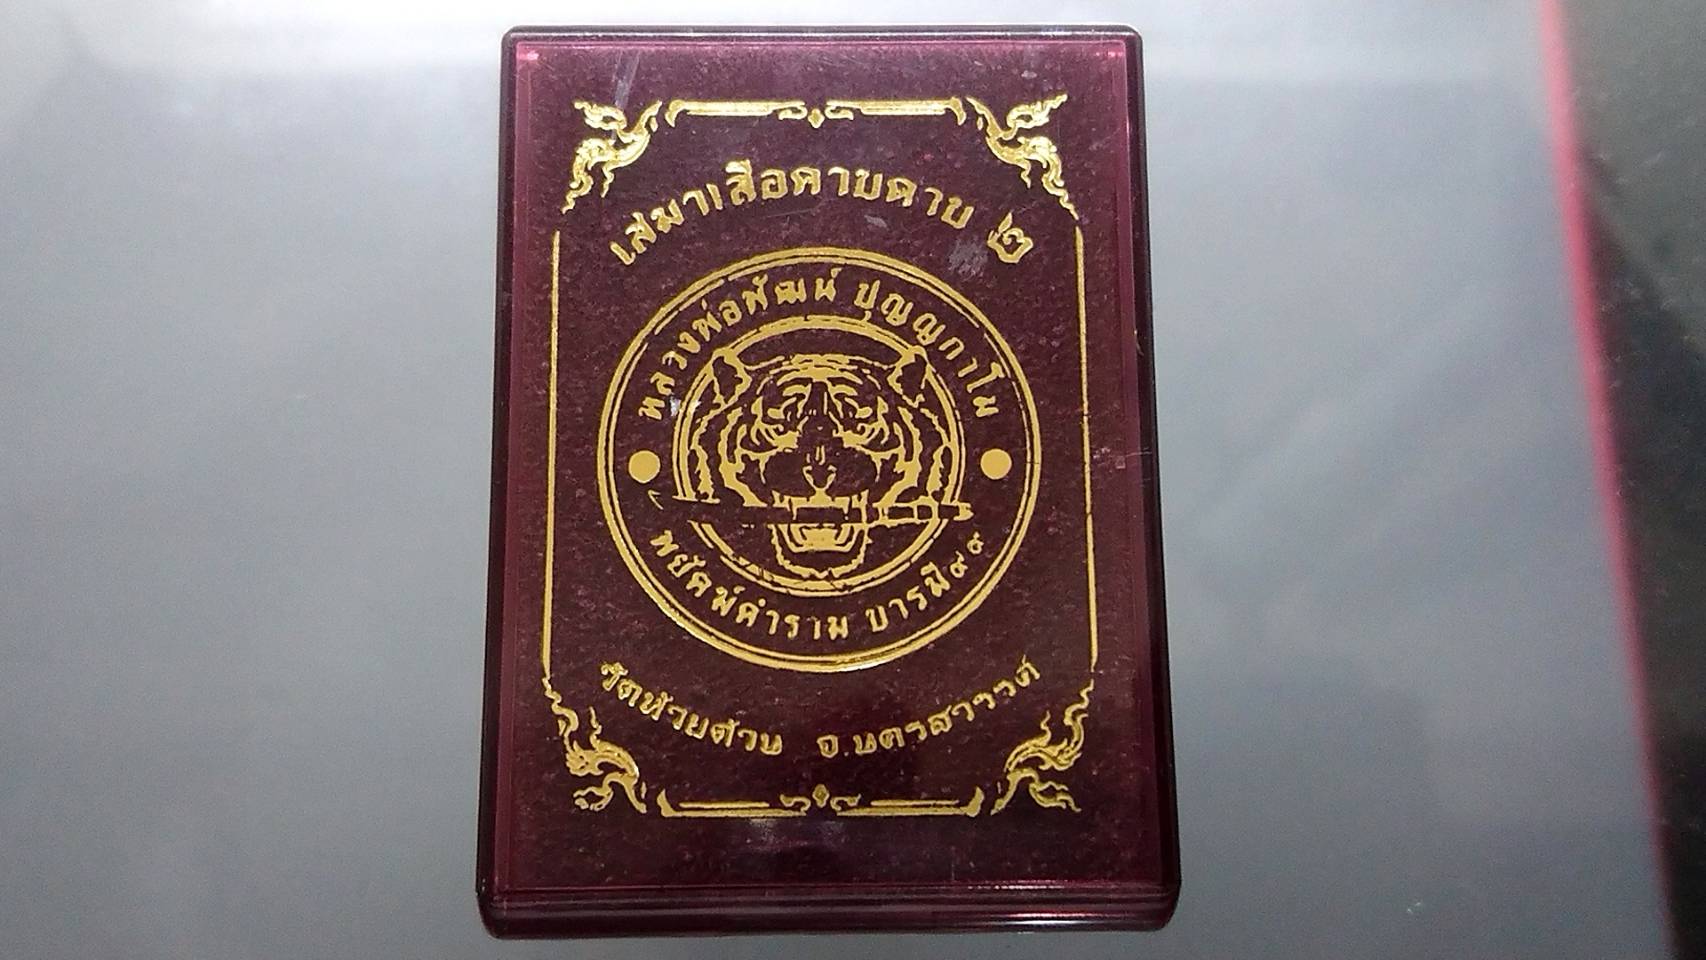 เสมาเสือคาบดาบ ๒
หลวงพ่อพัฒน์ ปุญญกาโม
พยัคฆ์คำราม บารมี๙๙
วัดห้วยด้วน จ.นครสวรรค์